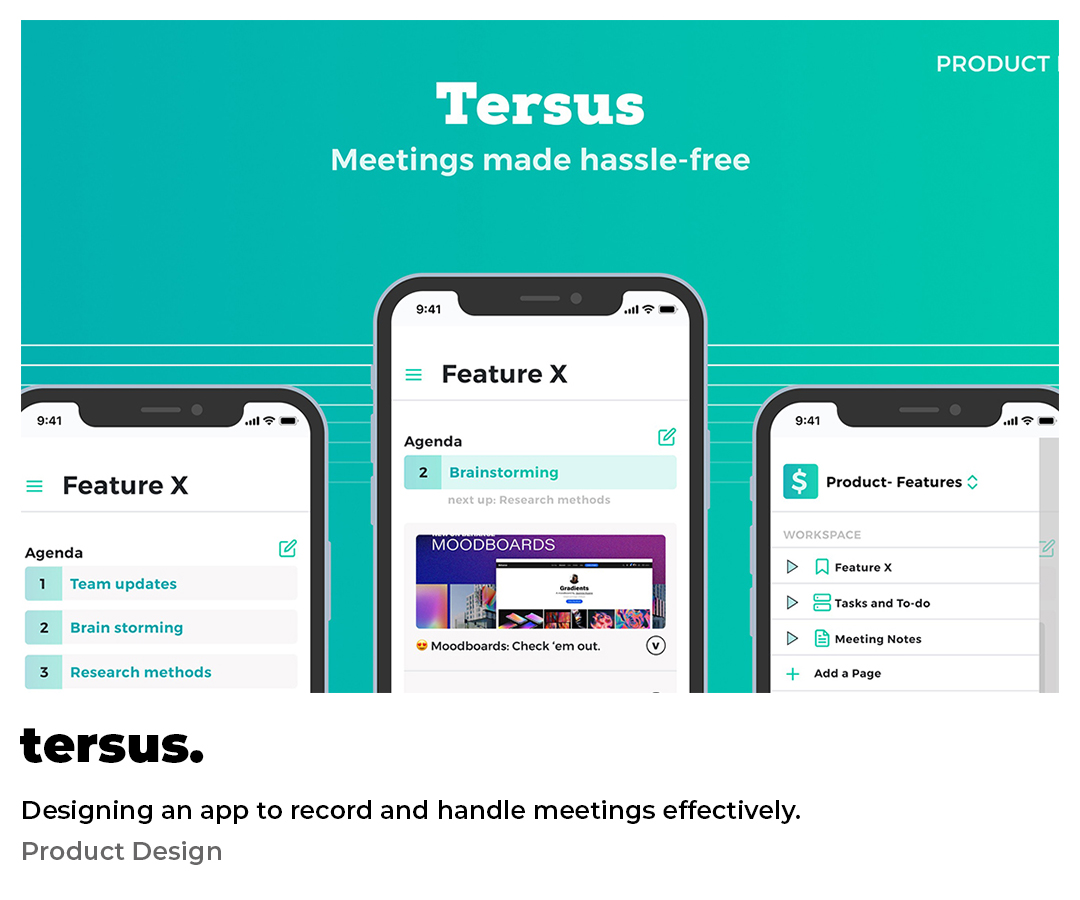 PRODUCT
Tersus
Meetings made hassle-free
9:41
Feature X
Agenda
2 Brainstorming
next up: Research methods
MOODBOARDS
Gradients
😍 Moodboards: Check ‘em out.
V
9:41
Feature X
Agenda
1 Team updates
2 Brain storming
3 Research methods
9:41
$ Product- Features
WORKSPACE
Feature X
Tasks and To-do
Meeting Notes
+ Add a Page
tersus.
Designing an app to record and handle meetings effectively.
Product Design